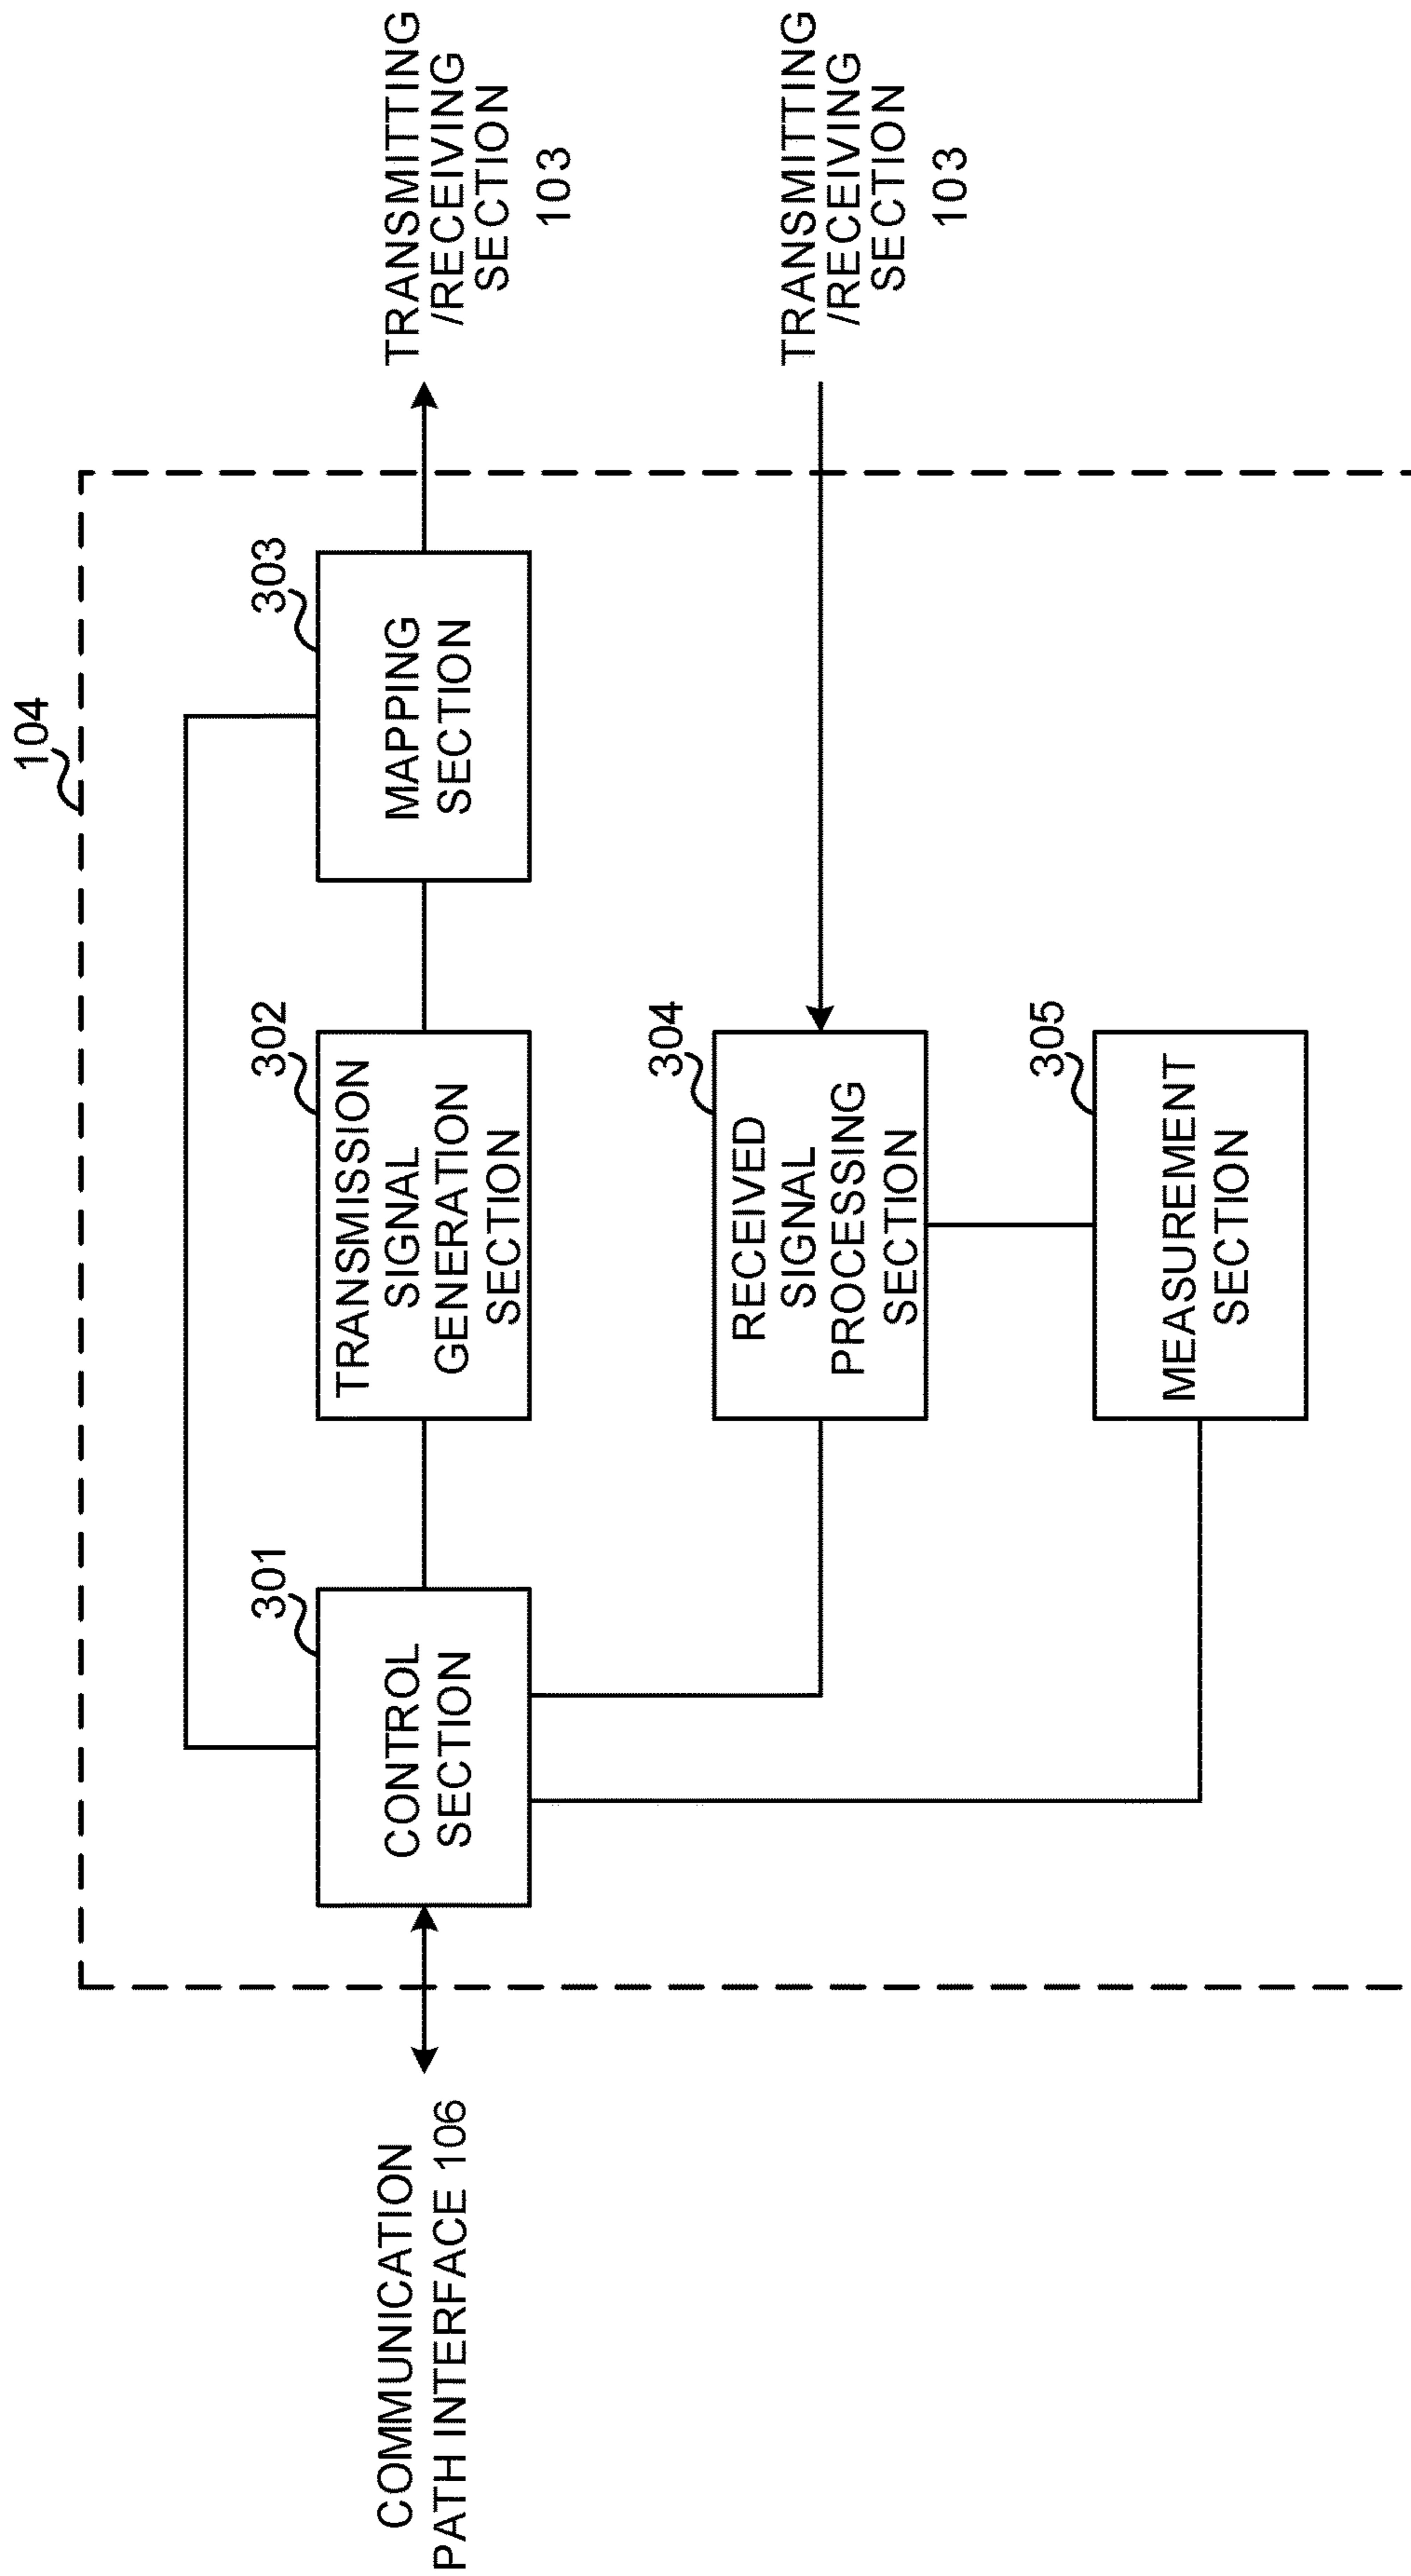 104
COMMUNICATION
PATH INTERFACE 106
301
CONTROL
SECTION
302
TRANSMISSION
SIGNAL
GENERATION
SECTION
303
MAPPING
SECTION
TRANSMITTING
/RECEIVING
SECTION
103
304
RECEIVED
SIGNAL
PROCESSING
SECTION
TRANSMITTING
/RECEIVING
SECTION
103
305
MEASUREMENT
SECTION